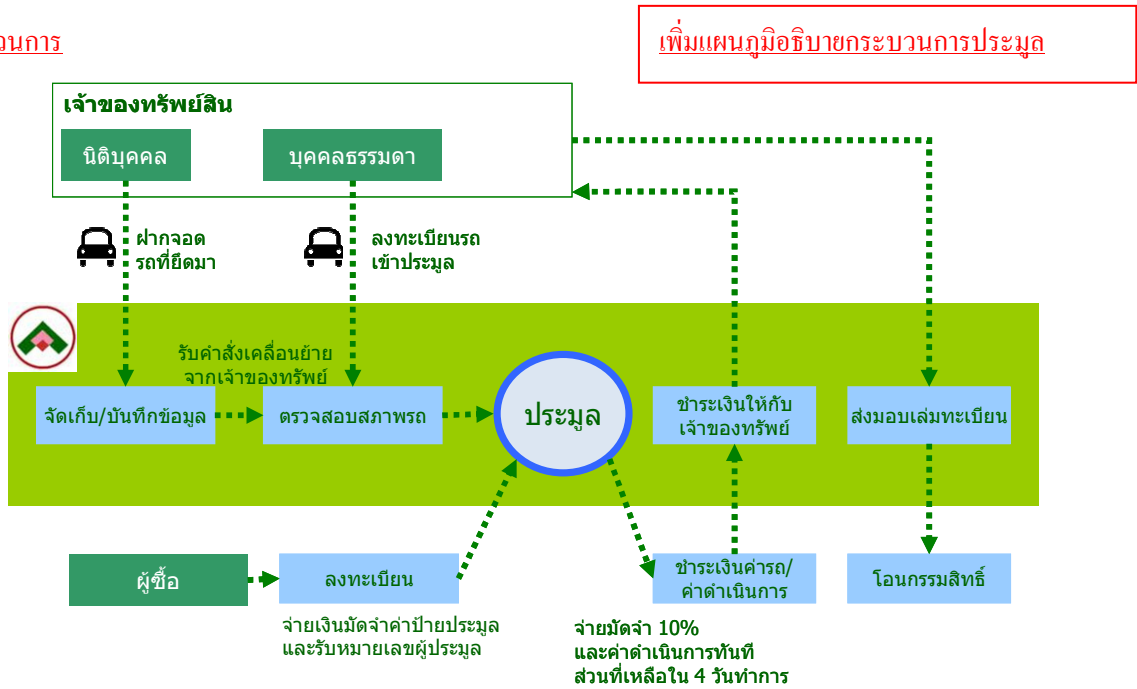 วนการ
เพิ่มแผนภูมิอธิบายกระบวนการประมูล
เจ้าของทรัพย์สิน
นิติบุคคล
บุคคลธรรมดา
ฝากจอด
รถที่ยึดมา
ลงทะเบียนรถ
เข้าประมูล
รับคำสั่งเคลื่อนย้าย
จากเจ้าของทรัพย์
จัดเก็บ/บันทึกข้อมูล
ตรวจสอบสภาพรถ
ประมูล
ชำระเงินให้กับ
เจ้าของทรัพย์
ส่งมอบเล่มทะเบียน
ผู้ซื้อ
ลงทะเบียน
ชำระเงินค่ารถ/
ค่าดำเนินการ
โอนกรรมสิทธิ์
จ่ายเงินมัดจำค่าป้ายประมูล
และรับหมายเลขผู้ประมูล
จ่ายมัดจำ 10%
และค่าดำเนินการทันที
ส่วนที่เหลือใน 4 วันทำการ